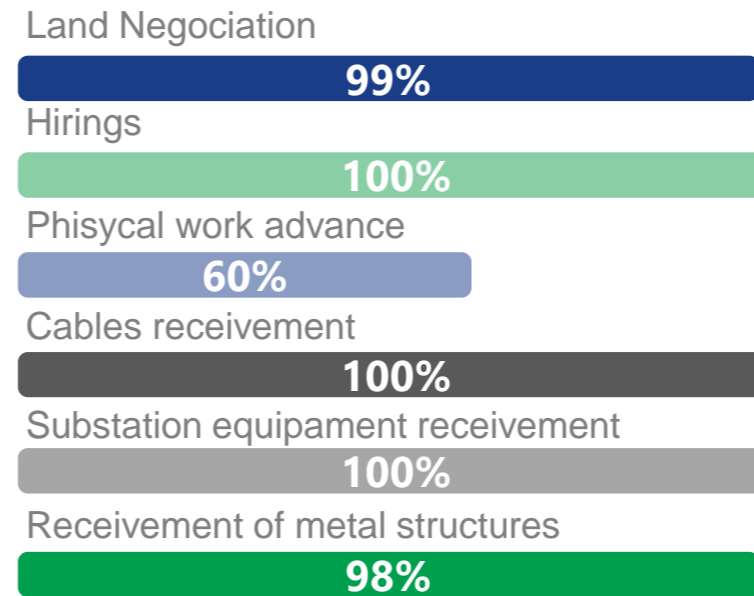 Land Negociation
99%
Hirings
100%
Phisycal work advance
60%
Cables receivement
100%
Substation equipament receivement
100%
Receivement of metal structures
98%